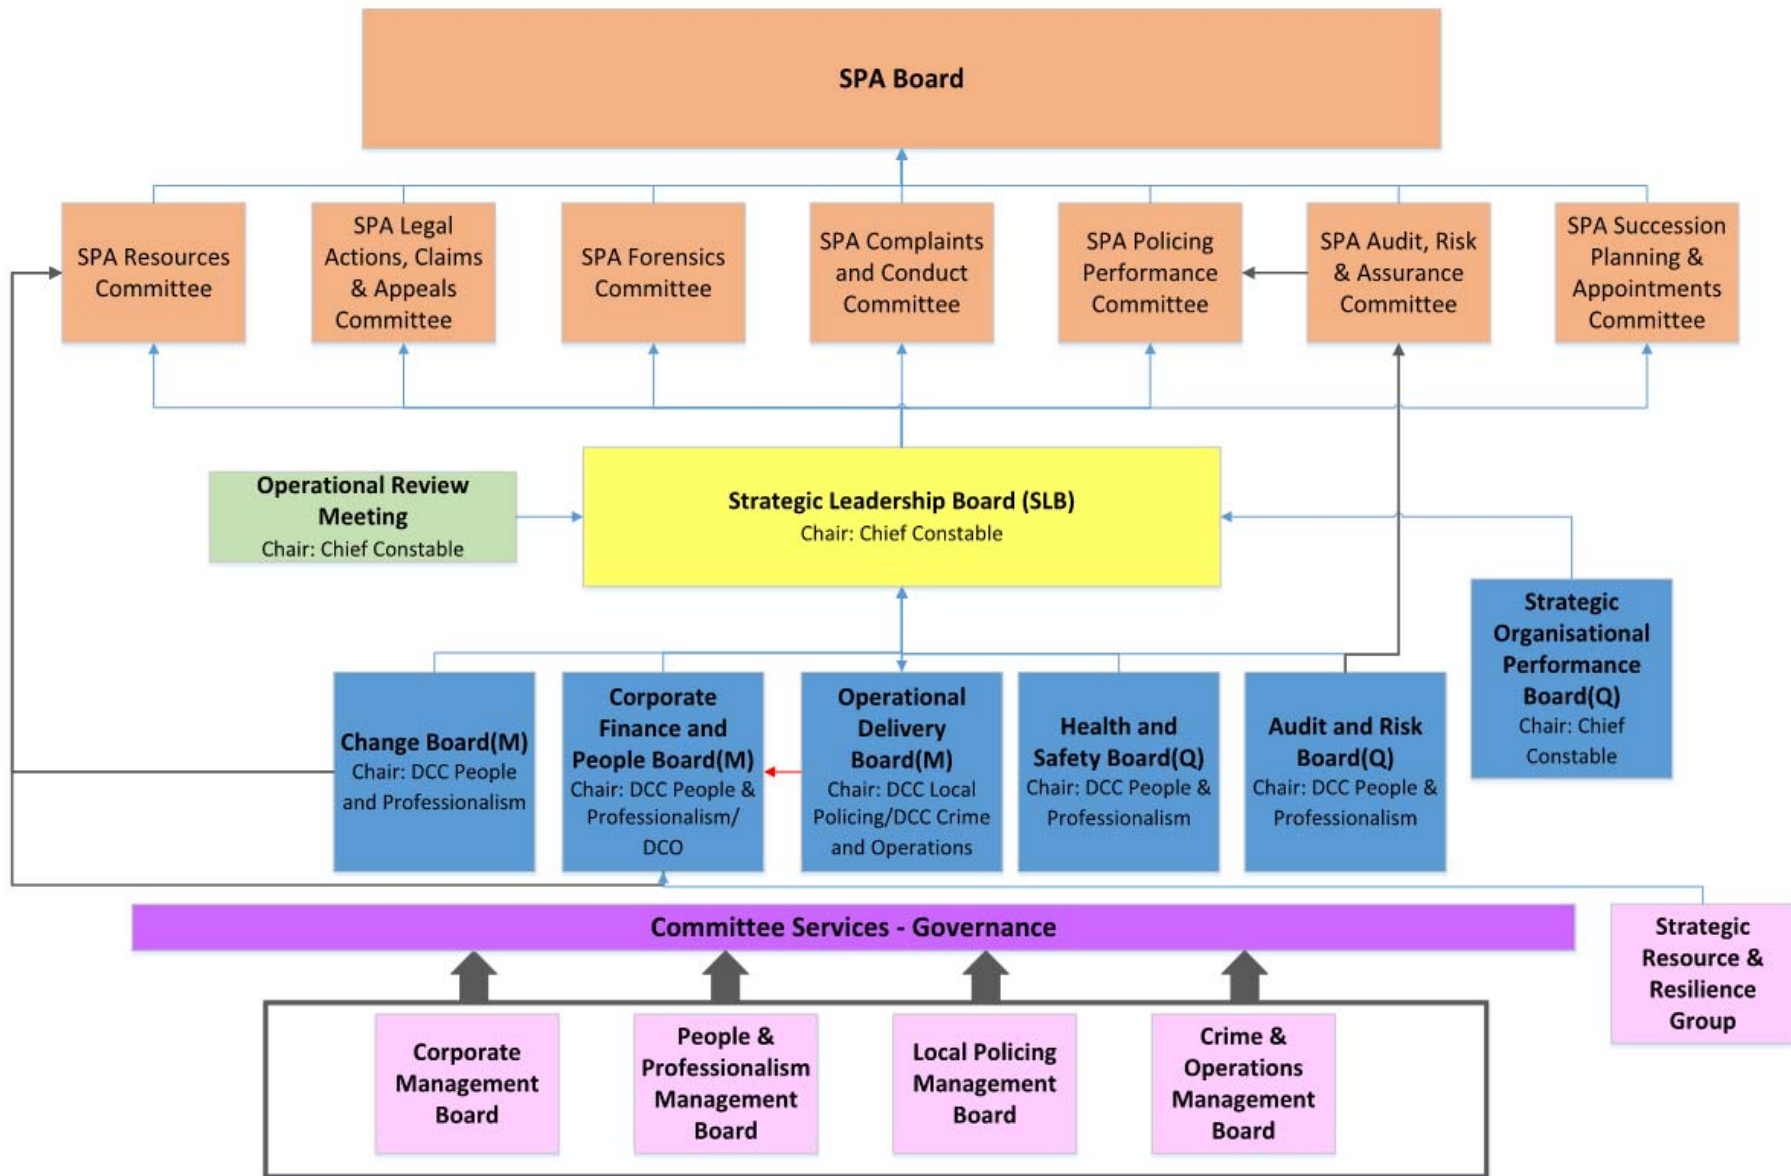 SPA Board
SPA Resources
Committee
SPA Legal
Actions, Claims
& Appeals
Committee
SPA Forensics
Committee
SPA Complaints
and Conduct
Committee
SPA Policing
Performance
Committee
SPA Audit, Risk
& Assurance
Committee
SPA Succession
Planning &
Appointments
Committee
Operational Review
Meeting
Chair: Chief Constable
Strategic Leadership Board (SLB)
Chair: Chief Constable
Strategic
Organisational
Performance
Board(Q)
Chair: Chief
Constable
Change Board(M)
Chair: DCC People
and Professionalism
Corporate
Finance and
People Board(M)
Chair: DCC People &
Professionalism/
DCO
Operational
Delivery
Board(M)
Chair: DCC Local
Policing/DCC Crime
and Operations
Health and
Safety Board(Q)
Chair: DCC People &
Professionalism
Audit and Risk
Board(Q)
Chair: DCC People &
Professionalism
Committee Services - Governance
Strategic
Resource &
Resilience
Group
Corporate
Management
Board
People &
Professionalism
Management
Board
Local Policing
Management
Board
Crime &
Operations
Management
Board